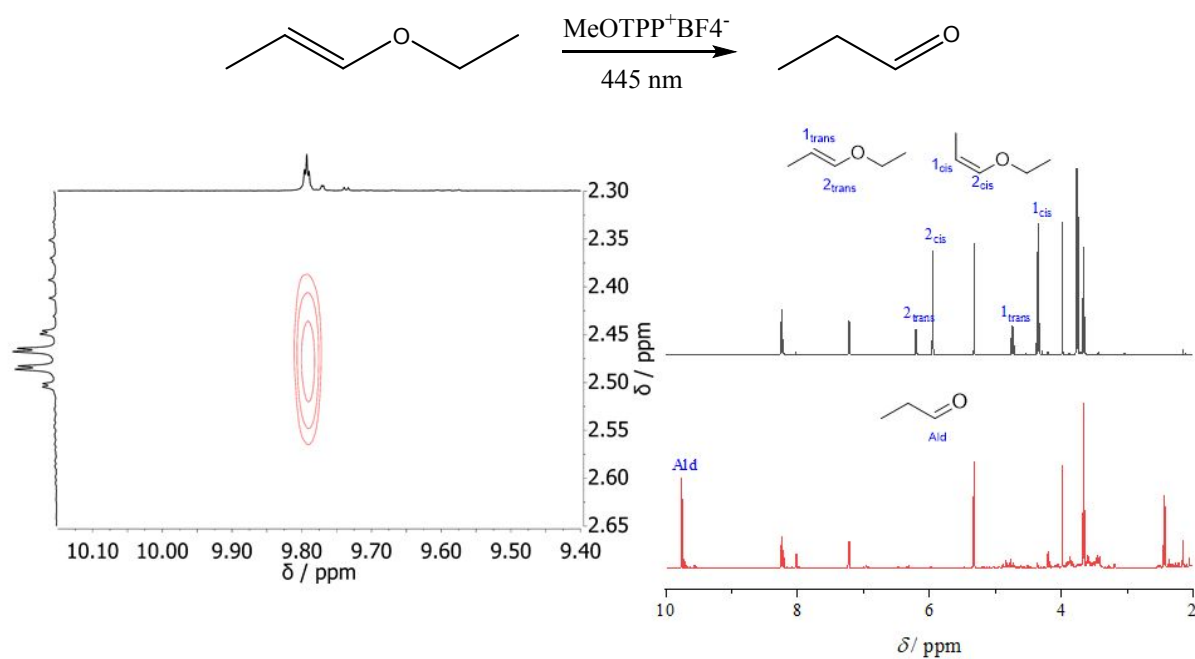 MeOTPP+BF4-
445 nm
O
O
2.30
2.35
2.40
2.45
2.50
2.55
2.60
2.65
δ / ppm
10.10 10.00 9.90 9.80 9.70 9.60 9.50 9.40
δ / ppm
1trans
O
2trans
1cis
O
2cis
1cis
2cis
2trans
1trans
O
Ald
Ald
10 8 6 4 2
δ/ ppm